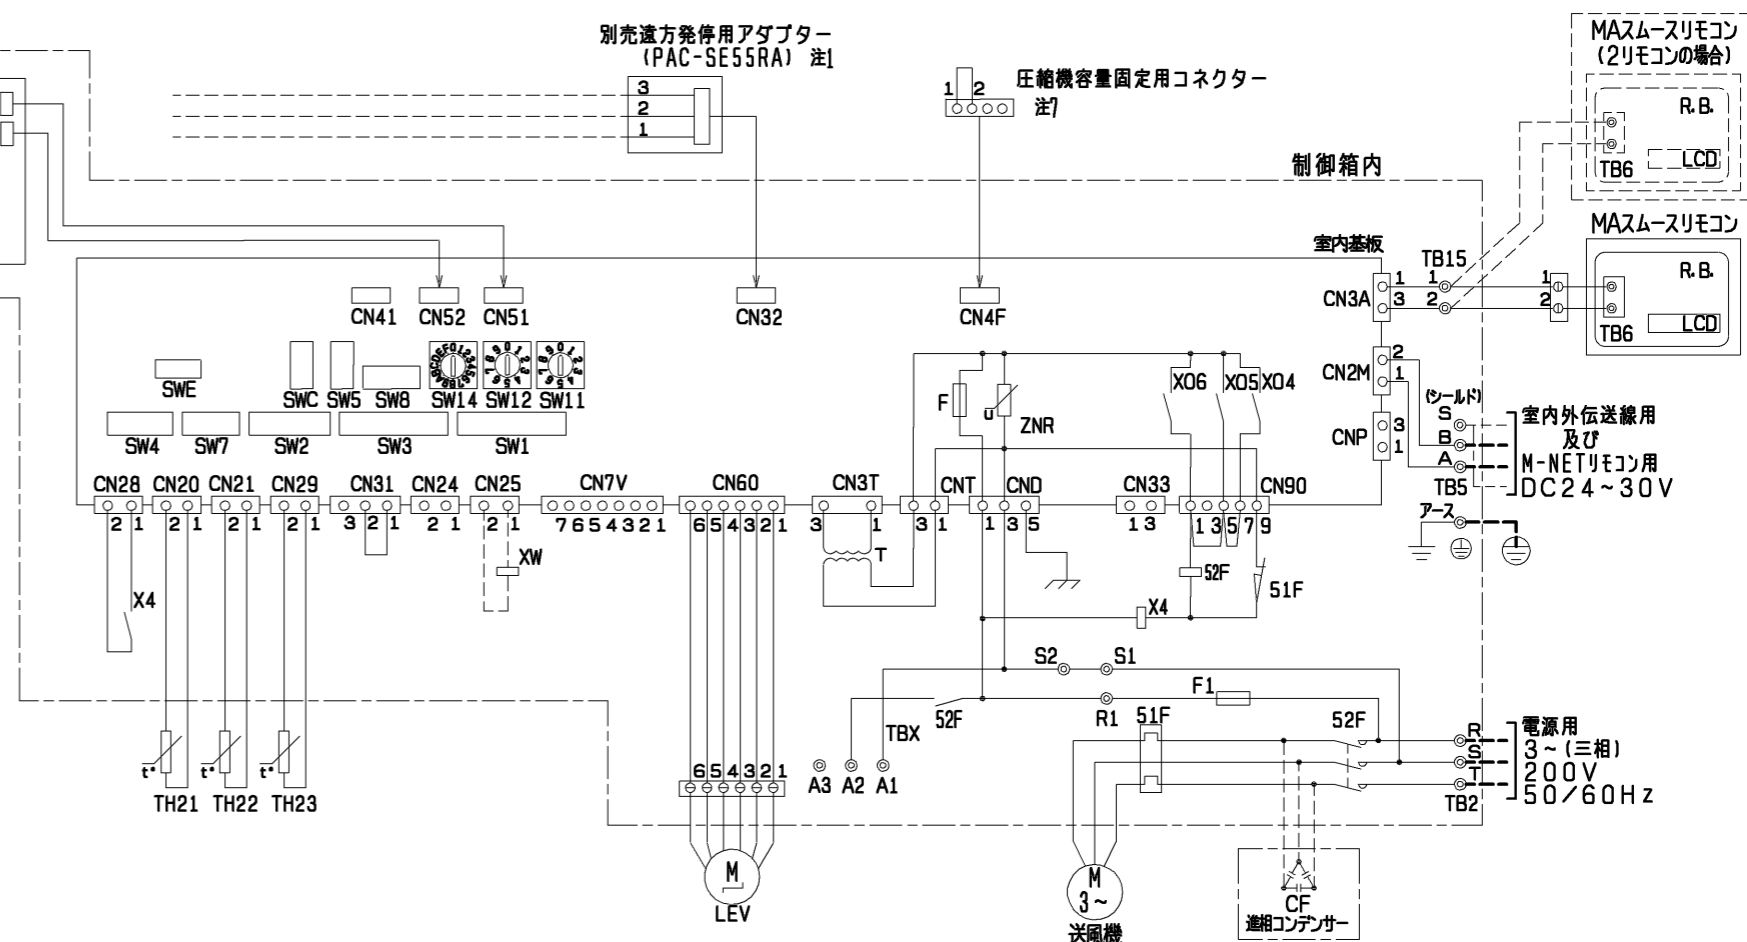 別売遠方発停用アダプター
(PAC-SE55RA) 注1
3
2
1
1 2
圧縮機容量固定用コネクター
注7
MAスムースリモコン
(2リモコンの場合)
R.B.
LCD
TB6
制御箱内
MAスムースリモコン
R.B.
LCD
TB6
室内基板
TB15
CN3A
1 1 1
3 2 2
CN41 CN52 CN51 CN32 CN4F
CN2M
2
1
CNP
3
1
SWE SWC SW5 SW8 SW14 SW12 SW11
SW4 SW7 SW2 SW3 SW1
F
u
ZNR
X06 X05 X04
(シールド)
S
B
A
TB5
室内外伝送線用
及び
M-NETリモコン用
DC24~30V
アース
CN28 CN20 CN21 CN29 CN31 CN24 CN25 CN7V CN60 CN3T CNT CND CN33 CN90
2 1 2 1 2 1 2 1 3 2 1 2 1 2 1 7 6 5 4 3 2 1 6 5 4 3 2 1 3 1 3 1 1 3 5 1 3 1 3 5 7 9
X4
XW
T
52F
51F
X4
S2 S1
F1
52F
R1
51F
52F
TBX
A3 A2 A1
R
S
T
TB2
電源用
3~(三相)
200V
50/60Hz
t°
t°
t°
TH21 TH22 TH23
6 5 4 3 2 1
M
LEV
M
3~
送風機
CF
進相コンデンサー